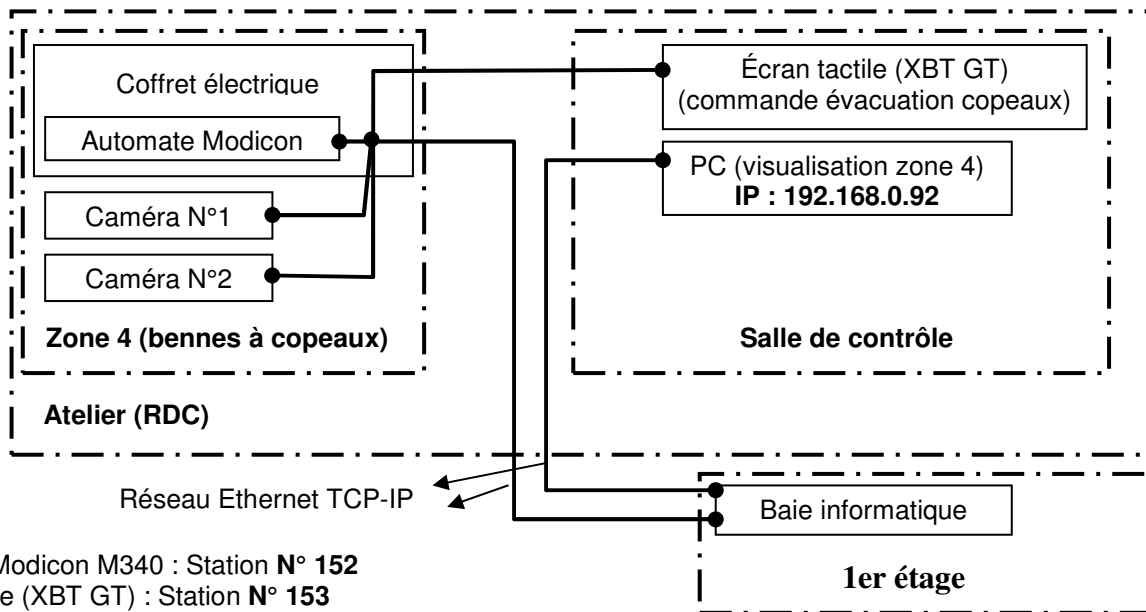 Coffret électrique
Automate Modicon
Caméra N°1
Caméra N°2
Zone 4 (bennes à copeaux)
Atelier (RDC)
Écran tactile (XBT GT)
(commande évacuation copeaux)
PC (visualisation zone 4)
IP : 192.168.0.92
Salle de contrôle
Réseau Ethernet TCP-IP
Baie informatique
1er étage
Modicon M340 : Station N° 152
e (XBT GT) : Station N° 153